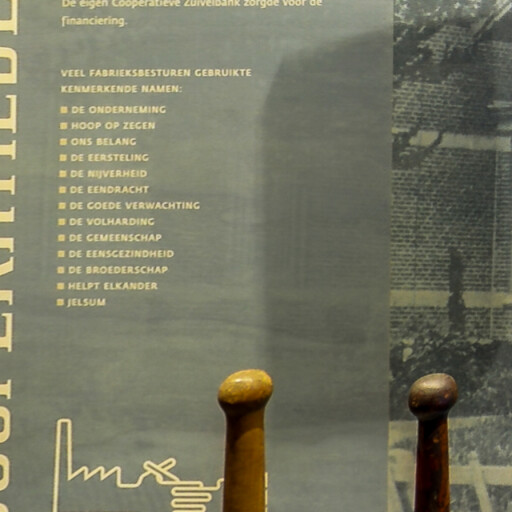 De eigen Coöperatieve Zuivelbank zorgde voor de
financiering.
VEEL FABRIEKSBESTUREN GEBRUIKTE
KENMERKENDE NAMEN:
DE ONDERNEMING
HOOP OP ZEGEN
ONS BELANG
DE EERSTELING
DE NIJVERHEID
DE EENDRACHT
DE GOEDE VERWACHTING
DE VOLHARDING
DE GEMEENSCHAP
DE EENSGEZINDHEID
DE BROEDERSCHAP
HELPT ELKANDER
JELSUM